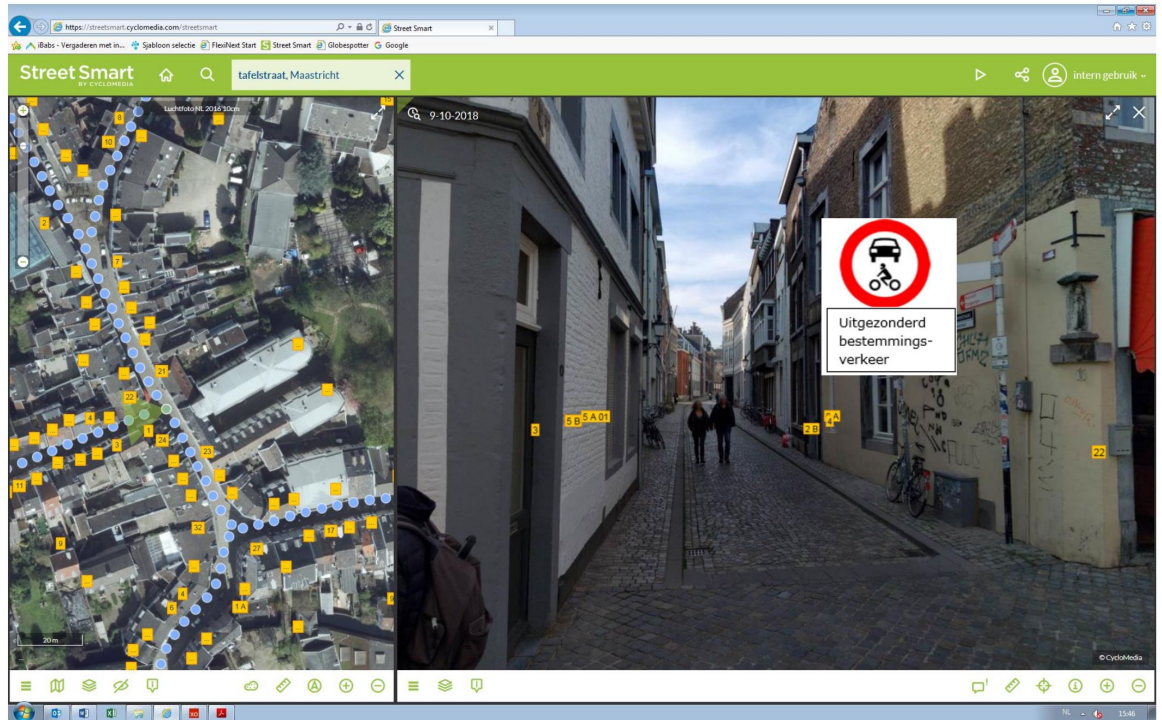 https://streetsmart.cyclomedia.com/streetsmart
Street Smart
iBabs - Vergaderen met in...
Sjabloon selectie
FlexiNext Start
Street Smart
Globespotter
Google
Street Smart
BY CYCLOMEDIA
tafelstraat, Maastricht
intern gebruik
Luchtfoto NL 2016 10cm
9-10-2018
8
10
2
7
21
22
4
3
1
24
23
11
32
9
17
27
4
6
1 A
20 m
Uitgezonderd
bestemmings-
verkeer
3
5 B
5 A 01
2 B
22
© CycloMedia
NL
15:46